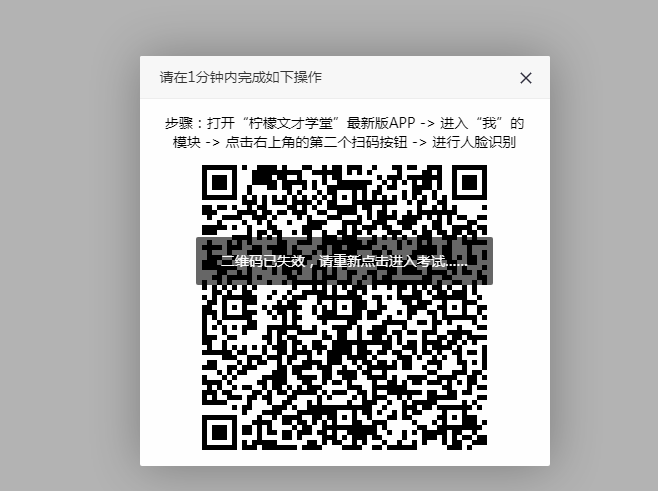 请在1分钟内完成如下操作
步骤：打开“柠檬文才学堂”最新版APP -> 进入“我”的
模块 -> 点击右上角的第二个扫码按钮 -> 进行人脸识别
二维码已失效，请重新点击进入考试......